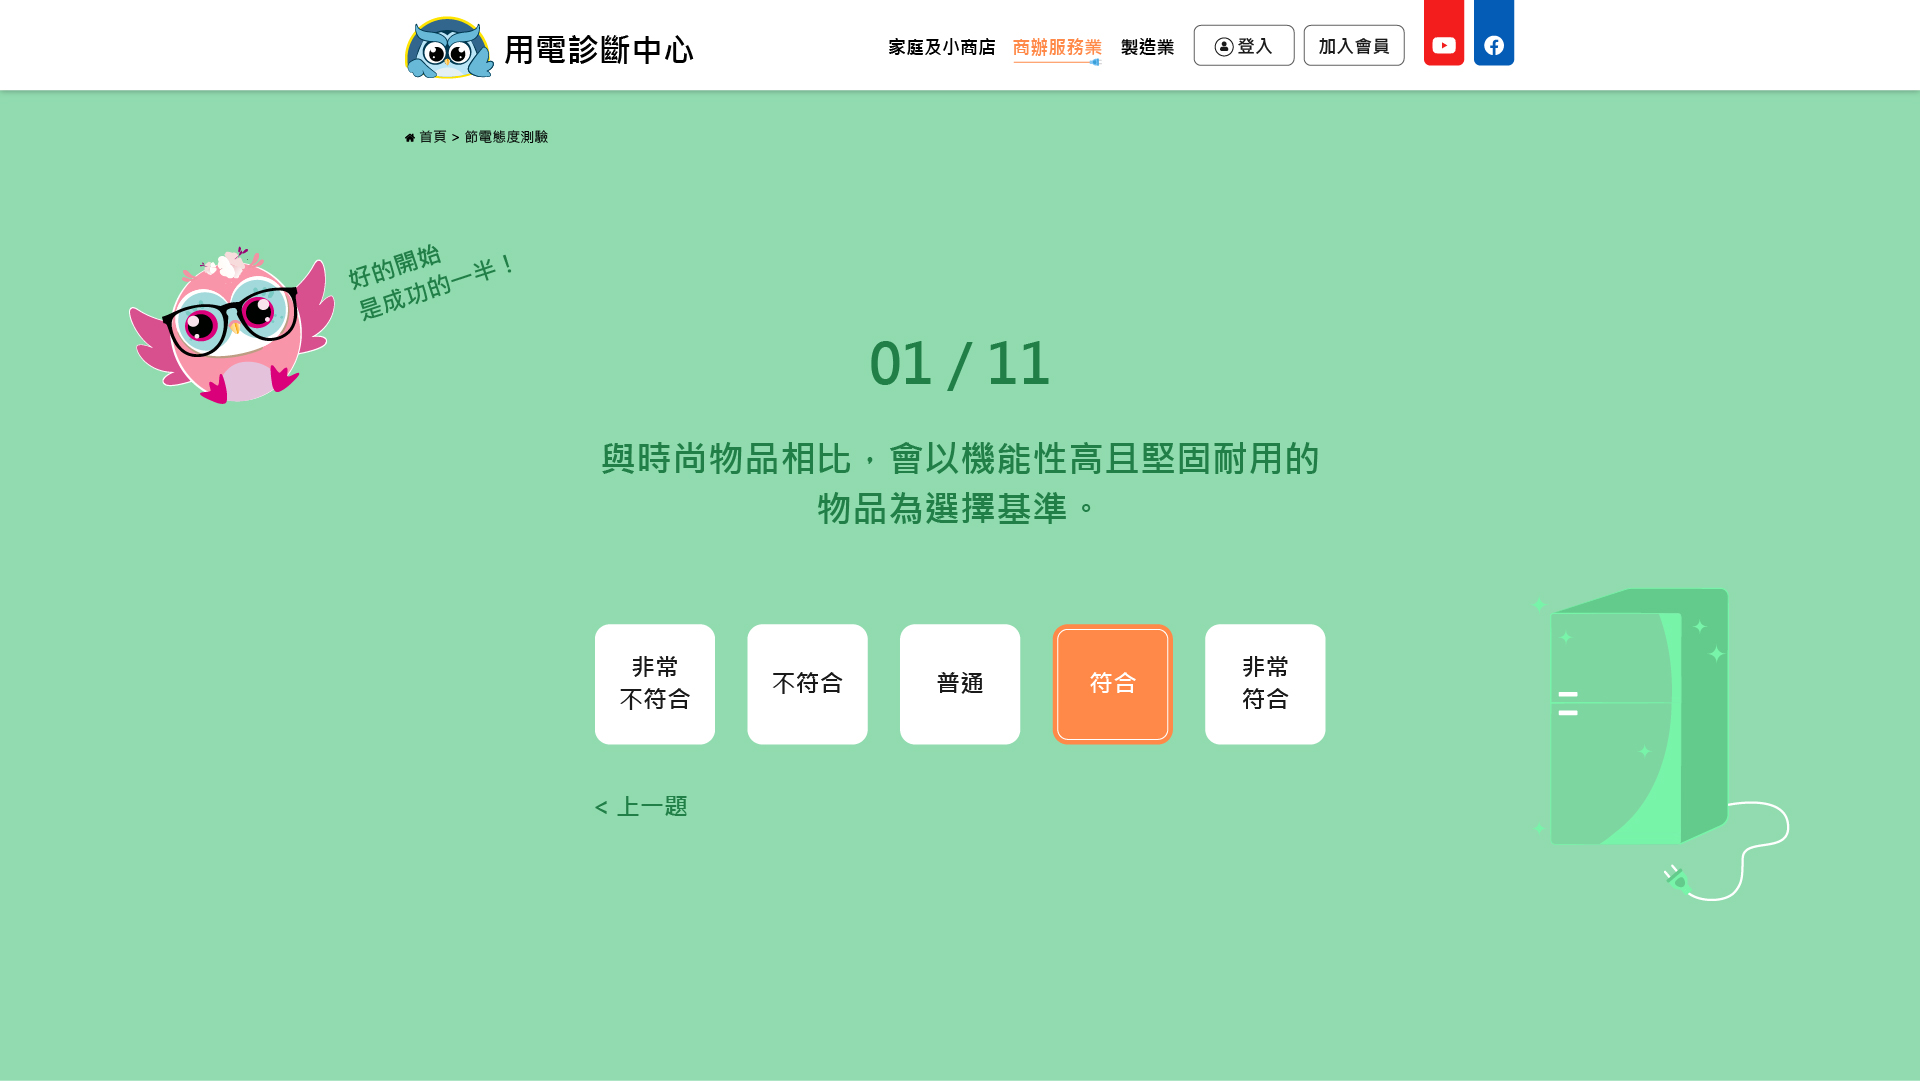 用電診斷中心
家庭及小商店
商辦服務業
製造業
登入
加入會員
首頁 > 節電態度測驗
好的開始
是成功的一半！
01 / 11
與時尚物品相比，會以機能性高且堅固耐用的
物品為選擇基準。
非常
不符合
不符合
普通
符合
非常
符合
< 上一題